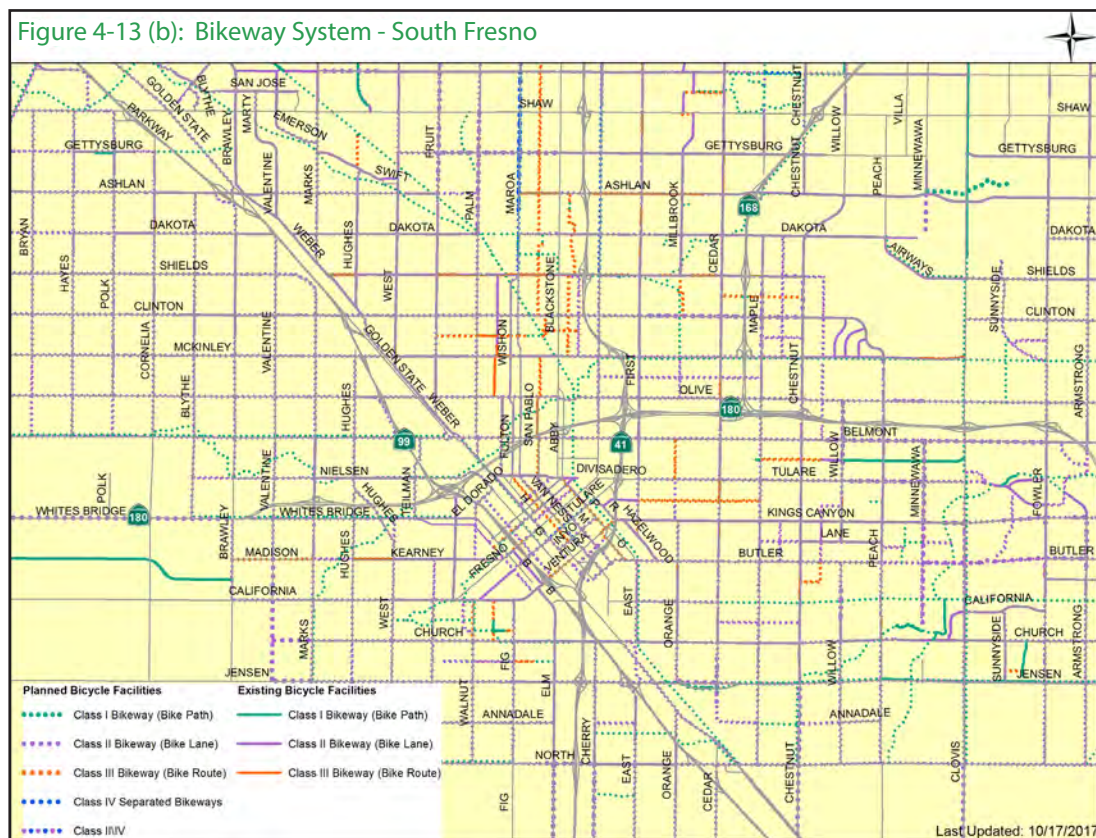 Figure 4-13 (b): Bikeway System - South Fresno
SAN JOSE
BLYTHE
GOLDEN STATE
PARKWAY
BRAWLEY
MARTY
EMERSON
SHAW
SHAW
GETTYSBURG
SWIFT
FRUIT
GETTYSBURG
GETTYSBURG
CHESTNUT
WILLOW
VILLA
MINNEWAWA
CHESTNUT
PEACH
ASHLAN
VALENTINE
MARKS
PALM
MAROA
ASHLAN
168
BRYAN
DAKOTA
WEBER
HUGHES
DAKOTA
MILLBROOK
CEDAR
DAKOTA
DAKOTA
AIRWAYS
HAYES
SHIELDS
POLK
WEST
BLACKSTONE
SUNNYSIDE
SHIELDS
CLINTON
CORNELIA
VALENTINE
GOLDEN STATE
WISHON
MAPLE
CLINTON
MCKINLEY
BLYTHE
HUGHES
WEBER
SAN PABLO
FIRST
CHESTNUT
ARMSTRONG
OLIVE
180
FULTON
ABBY
99
41
BELMONT
NIELSEN
VALENTINE
POLK
TEILMAN
HUGHES
EL DORADO
DIVISADERO
TULARE
WILLOW
MINNEWAWA
FOWLER
VAN NESS
TULARE
P
R
O
H
G
M
INYO
VENTURA
HAZELWOOD
WHITES BRIDGE
180
BRAWLEY
WHITES BRIDGE
KINGS CANYON
LANE
MADISON
HUGHES
KEARNEY
FRESNO
B
B
BUTLER
PEACH
BUTLER
CALIFORNIA
WEST
EAST
ORANGE
CALIFORNIA
MARKS
CHURCH
FIG
WILLOW
SUNNYSIDE
CHURCH
ARMSTRONG
JENSEN
JENSEN
WALNUT
ELM
ANNADALE
ANNADALE
NORTH
CHERRY
EAST
ORANGE
CEDAR
CHESTNUT
CLOVIS
FIG
Planned Bicycle Facilities
Class I Bikeway (Bike Path)
Class II Bikeway (Bike Lane)
Class III Bikeway (Bike Route)
Class IV Separated Bikeways
Class II\IV
Existing Bicycle Facilities
Class I Bikeway (Bike Path)
Class II Bikeway (Bike Lane)
Class III Bikeway (Bike Route)
Last Updated: 10/17/2017